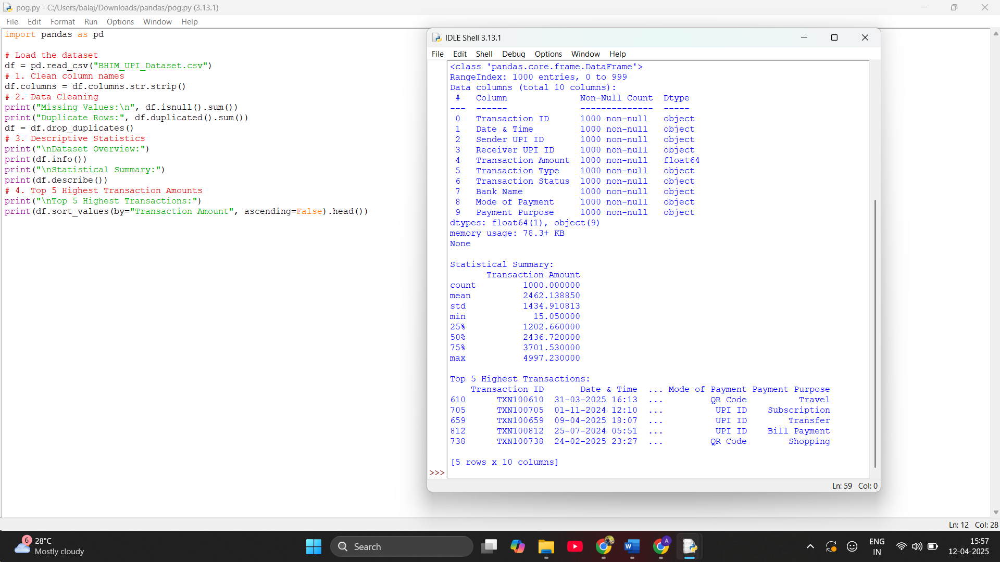 pog.py - C:/Users/balaj/Downloads/pandas/pog.py (3.13.1)
File Edit Format Run Options Window Help
import pandas as pd

# Load the dataset
df = pd.read_csv("BHIM_UPI_Dataset.csv")
# 1. Clean column names
df.columns = df.columns.str.strip()
# 2. Data Cleaning
print("Missing Values:\n", df.isnull().sum())
print("Duplicate Rows:", df.duplicated().sum())
df = df.drop_duplicates()
# 3. Descriptive Statistics
print("\nDataset Overview:")
print(df.info())
print("\nStatistical Summary:")
print(df.describe())
# 4. Top 5 Highest Transaction Amounts
print("\nTop 5 Highest Transactions:")
print(df.sort_values(by="Transaction Amount", ascending=False).head())
IDLE Shell 3.13.1
File Edit Shell Debug Options Window Help
<class 'pandas.core.frame.DataFrame'>
RangeIndex: 1000 entries, 0 to 999
Data columns (total 10 columns):
 #   Column              Non-Null Count  Dtype
---  ------              --------------  -----
 0   Transaction ID      1000 non-null   object
 1   Date & Time         1000 non-null   object
 2   Sender UPI ID       1000 non-null   object
 3   Receiver UPI ID     1000 non-null   object
 4   Transaction Amount  1000 non-null   float64
 5   Transaction Type    1000 non-null   object
 6   Transaction Status  1000 non-null   object
 7   Bank Name           1000 non-null   object
 8   Mode of Payment     1000 non-null   object
 9   Payment Purpose     1000 non-null   object
dtypes: float64(1), object(9)
memory usage: 78.3+ KB
None

Statistical Summary:
       Transaction Amount
count         1000.000000
mean          2462.138850
std           1434.910813
min             15.050000
25%           1202.660000
50%           2436.720000
75%           3701.530000
max           4997.230000

Top 5 Highest Transactions:
    Transaction ID       Date & Time  ... Mode of Payment Payment Purpose
610      TXN100610  31-03-2025 16:13  ...         QR Code          Travel
705      TXN100705  01-11-2024 12:10  ...          UPI ID    Subscription
659      TXN100659  09-04-2025 18:07  ...          UPI ID        Transfer
812      TXN100812  25-07-2024 05:51  ...          UPI ID    Bill Payment
738      TXN100738  24-02-2025 23:27  ...         QR Code        Shopping

[5 rows x 10 columns]
>>>
Ln: 59 Col: 0
Ln: 12 Col: 28
6
28°C
Mostly cloudy
Search
A
ENG
IN
15:57
12-04-2025